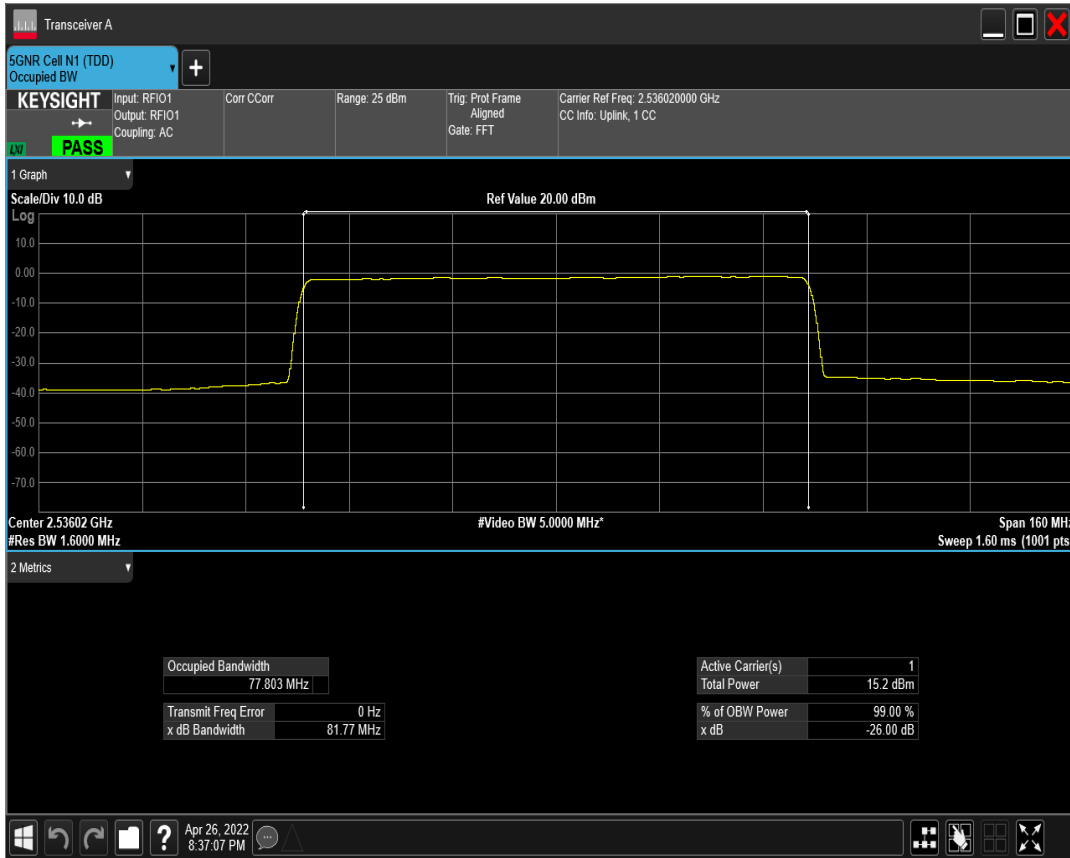 Transceiver A
5GNR Cell N1 (TDD)
Occupied BW
KEYSIGHT
LXI
PASS
Input: RFIO1
Output: RFIO1
Coupling: AC
Corr CCorr
Range: 25 dBm
Trig: Prot Frame
Aligned
Gate: FFT
Carrier Ref Freq: 2.536020000 GHz
CC Info: Uplink, 1 CC
1 Graph
Scale/Div 10.0 dB
Ref Value 20.00 dBm
Log
10.0
0.00
-10.0
-20.0
-30.0
-40.0
-50.0
-60.0
-70.0
Center 2.53602 GHz
#Video BW 5.0000 MHz*
Span 160 MHz
#Res BW 1.6000 MHz
Sweep 1.60 ms (1001 pts
2 Metrics
Occupied Bandwidth
77.803 MHz
Transmit Freq Error 0 Hz
x dB Bandwidth 81.77 MHz
Active Carrier(s) 1
Total Power 15.2 dBm
% of OBW Power 99.00 %
x dB -26.00 dB
?
Apr 26, 2022
8:37:07 PM